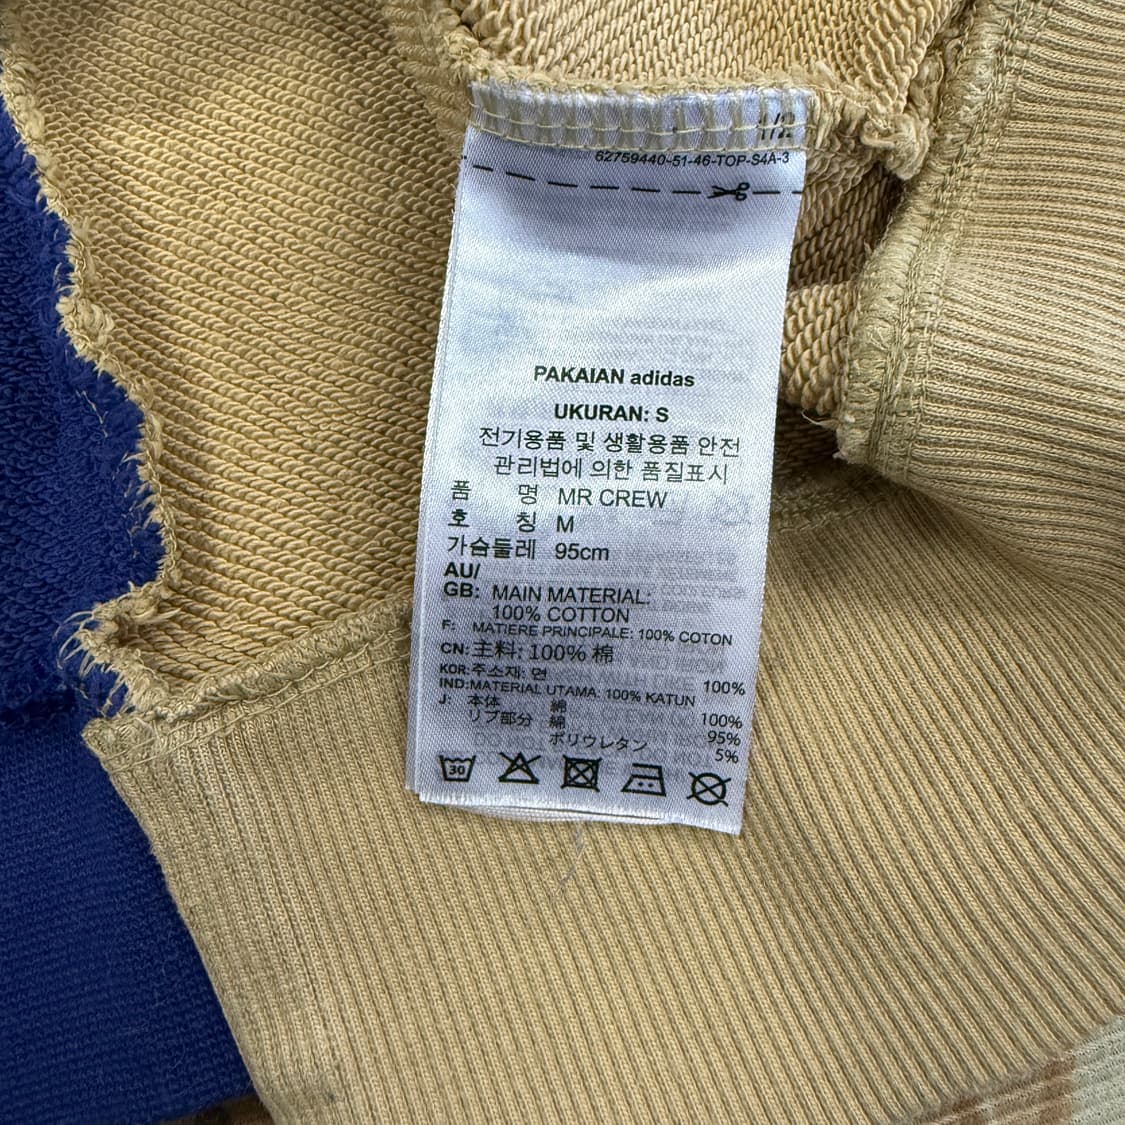 1/2
62759440-51-46-TOP-S4A-3
PAKAIAN adidas
UKURAN: S
전기용품 및 생활용품 안전
관리법에 의한 품질표시
품 명 MR CREW
호 칭 M
가슴둘레 95cm
AU/
GB: MAIN MATERIAL:
100% COTTON
F: MATIERE PRINCIPALE: 100% COTON
CN: 主料: 100% 棉
KOR: 주소재: 면 100%
IND: MATERIAL UTAMA: 100% KATUN
J: 本体 綿 100%
リブ部分 綿 95%
ポリウレタン 5%
30